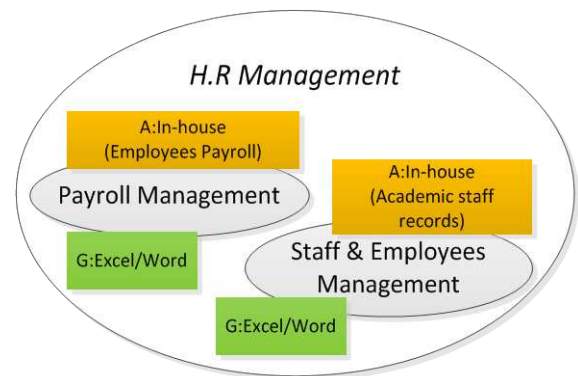 H.R Management
A:In-house
(Employees Payroll)
Payroll Management
G:Excel/Word
A:In-house
(Academic staff
records)
Staff & Employees
Management
G:Excel/Word